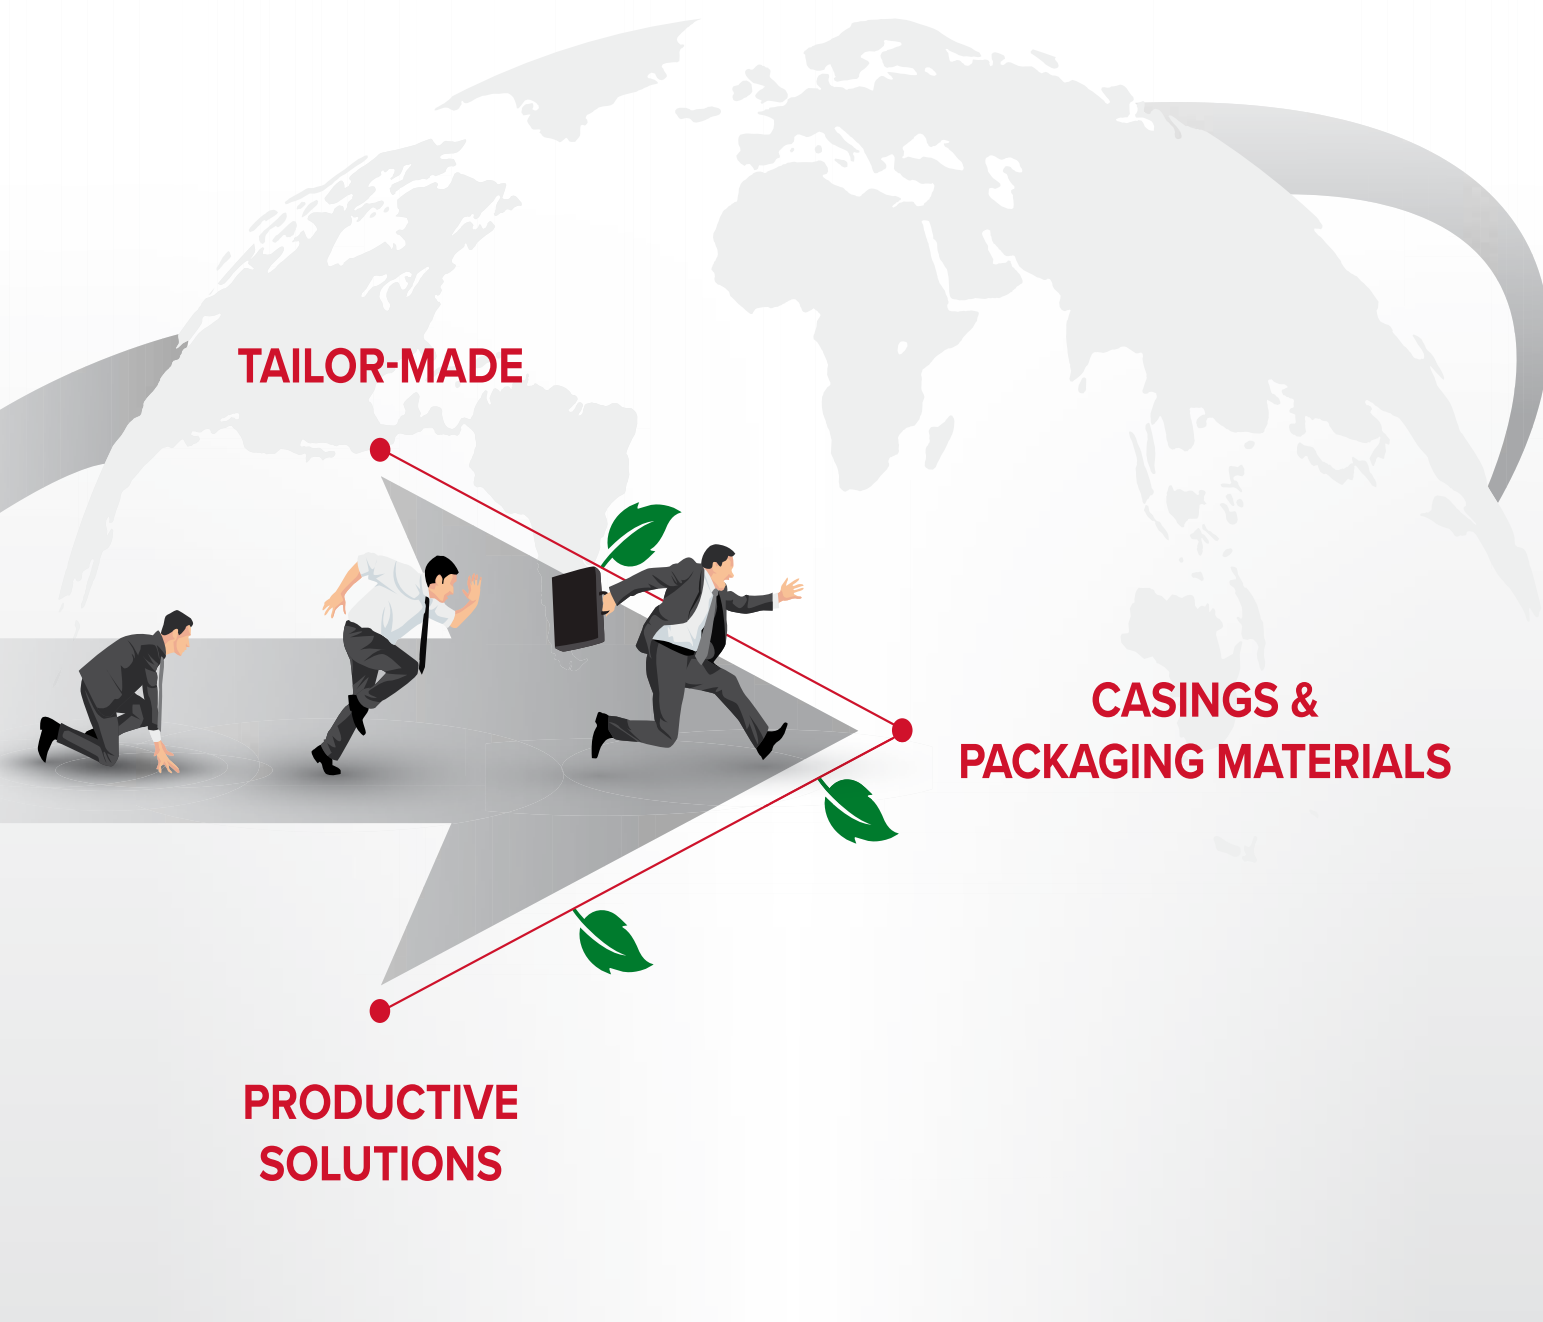 TAILOR-MADE
CASINGS &
PACKAGING MATERIALS
PRODUCTIVE
SOLUTIONS